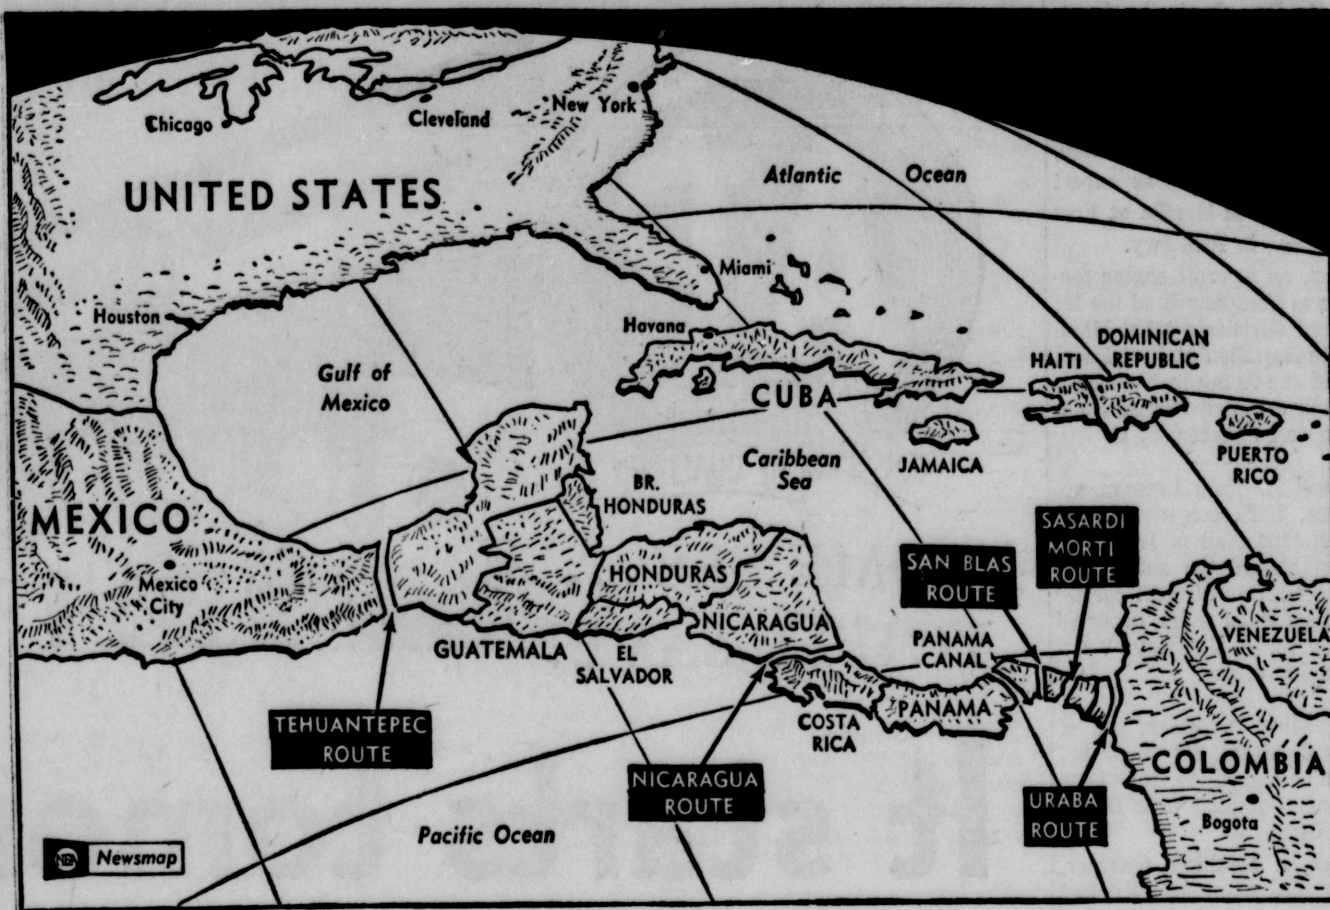 Chicago
Cleveland
New York
UNITED STATES
Atlantic Ocean
Miami
Houston
Havana
Gulf of
Mexico
CUBA
HAITI
DOMINICAN
REPUBLIC
JAMAICA
PUERTO
RICO
Caribbean
Sea
BR.
HONDURAS
MEXICO
Mexico
City
HONDURAS
NICARAGUA
GUATEMALA
EL
SALVADOR
SAN BLAS
ROUTE
SASARDI
MORTI
ROUTE
PANAMA
CANAL
VENEZUELA
COSTA
RICA
PANAMA
COLOMBIA
Bogota
TEHUANTEPEC
ROUTE
NICARAGUA
ROUTE
URABA
ROUTE
Pacific Ocean
NEA
Newsmap